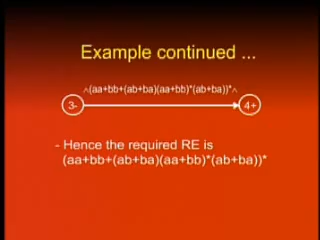 Example continued ...
^(aa+bb+(ab+ba)(aa+bb)*(ab+ba))*^
3- 4+
- Hence the required RE is
(aa+bb+(ab+ba)(aa+bb)*(ab+ba))*